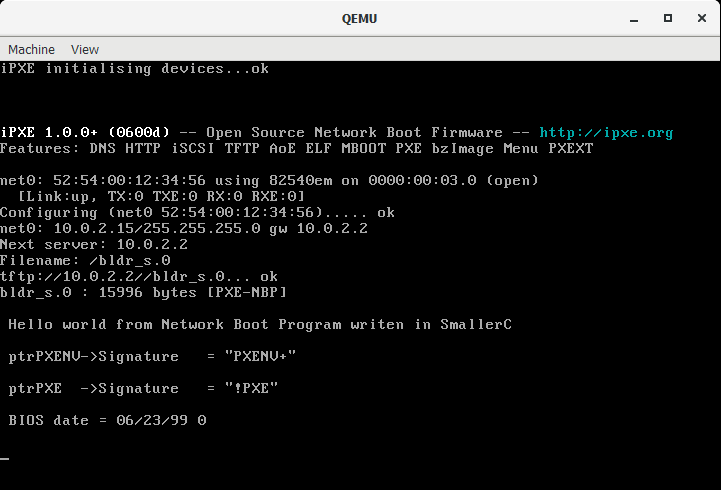 QEMU
Machine View
iPXE initialising devices...ok
iPXE 1.0.0+ (0600d) -- Open Source Network Boot Firmware -- http://ipxe.org
Features: DNS HTTP iSCSI TFTP AoE ELF MBOOT PXE bzImage Menu PXEXT
net0: 52:54:00:12:34:56 using 82540em on 0000:00:03.0 (open)
[Link:up, TX:0 TXE:0 RX:0 RXE:0]
Configuring (net0 52:54:00:12:34:56)..... ok
net0: 10.0.2.15/255.255.255.0 gw 10.0.2.2
Next server: 10.0.2.2
Filename: /bldr_s.0
tftp://10.0.2.2//bldr_s.0... ok
bldr_s.0 : 15996 bytes [PXE-NBP]
Hello world from Network Boot Program writen in SmallerC
ptrPXENV->Signature   = "PXENV+"
ptrPXE  ->Signature   = "!PXE"
BIOS date = 06/23/99 0
_